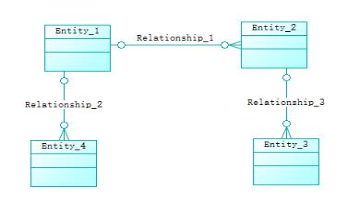 Entity_1
Relationship_1
Entity_2
Relationship_2
Relationship_3
Entity_4
Entity_3